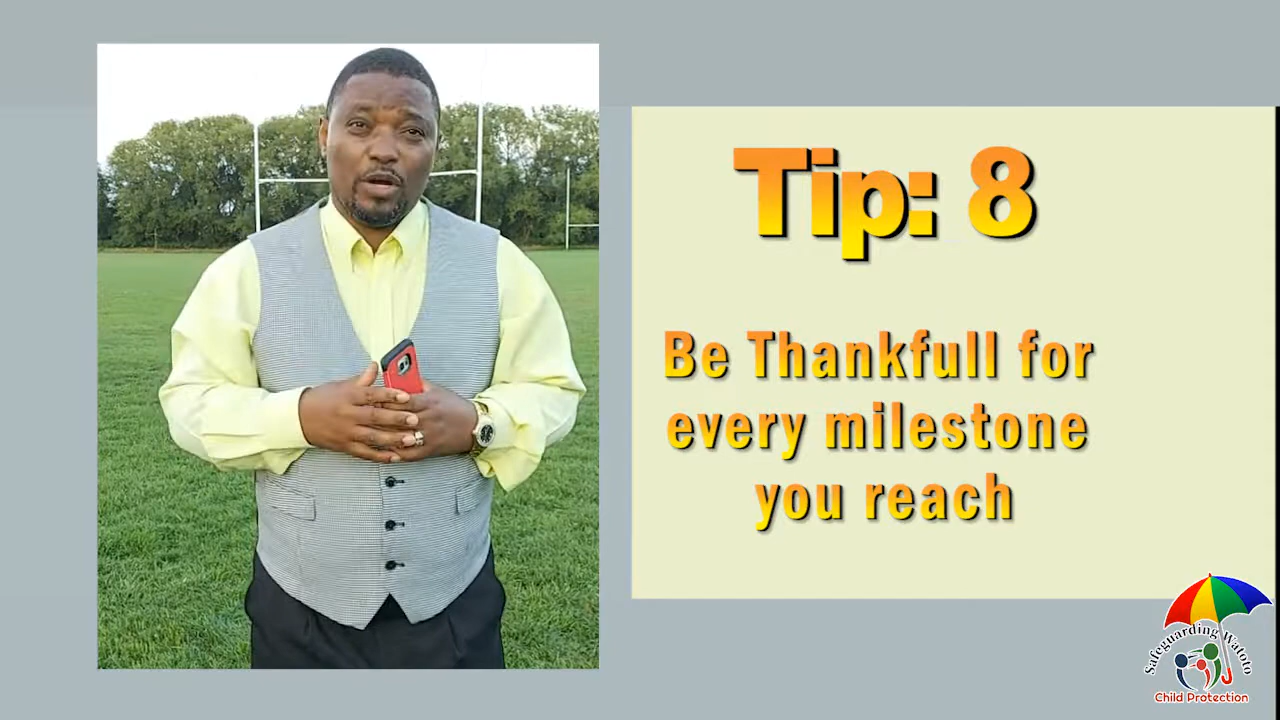 Tip: 8
Be Thankfull for
every milestone
you reach
Safeguarding Watoto
Child Protection